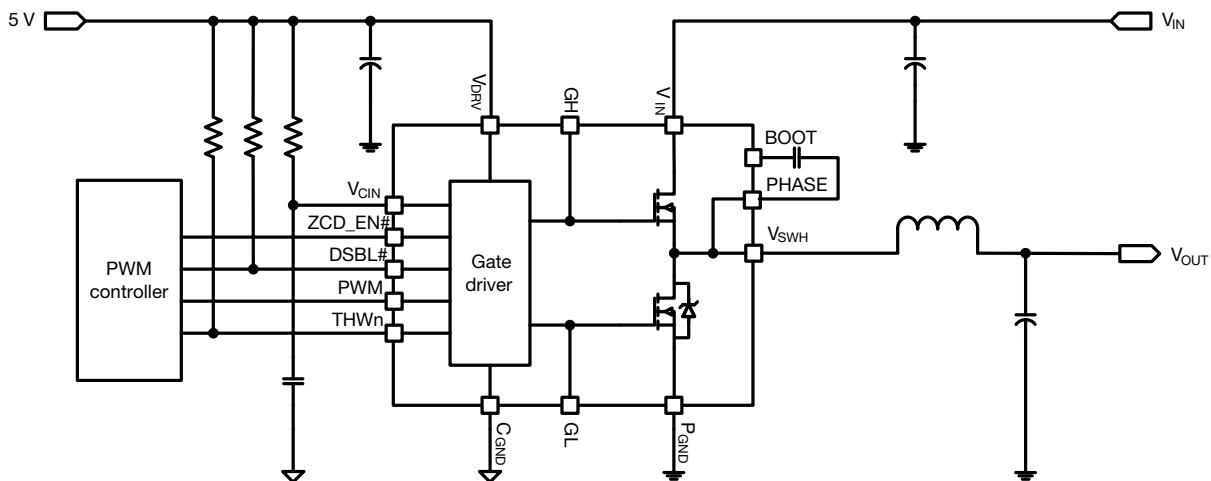 5 V
VIN
VDRV
GH
VIN
BOOT
PHASE
VCIN
ZCD_EN#
DSBL#
PWM
THWn
PWM
controller
Gate
driver
VSWH
VOUT
CGND
GL
PGND